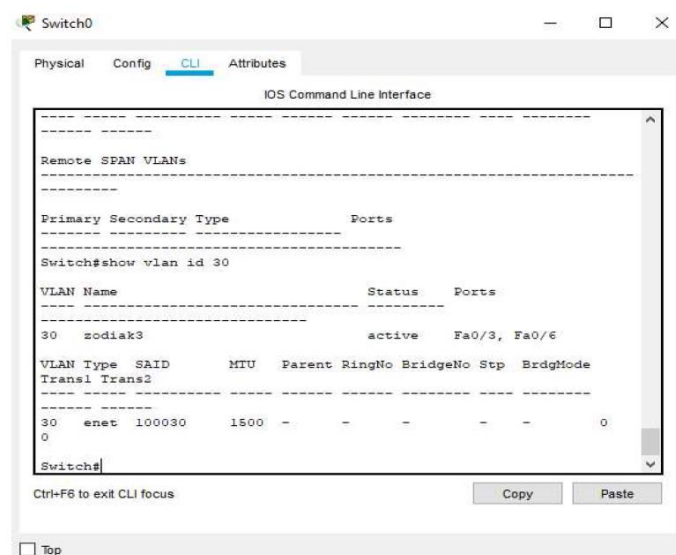 Switch0
Physical Config CLI Attributes
IOS Command Line Interface
---- ----- ---------- ----- ------ ------ -------- ---- --------
------ ------
Remote SPAN VLANs
------------------------------------------------------------------------
---------
Primary Secondary Type Ports
------- --------- -----------------
------------------------------------------
Switch#show vlan id 30
VLAN Name Status Ports
---- -------------------------------- ---------
-------------------------------
30 zodiak3 active Fa0/3, Fa0/6
VLAN Type SAID MTU Parent RingNo BridgeNo Stp BrdgMode
Trans1 Trans2
---- ----- ---------- ----- ------ ------ -------- ---- --------
------ ------
30 enet 100030 1500 - - - - - 0
0
Switch#
Ctrl+F6 to exit CLI focus
Copy Paste
Top